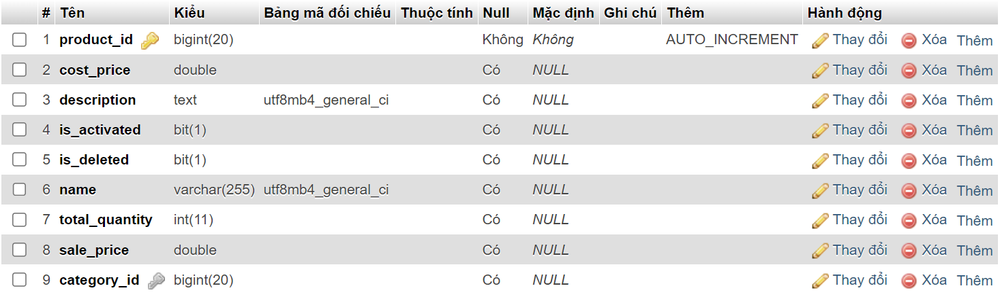 # Tên Kiểu Bảng mã đối chiếu Thuộc tính Null Mặc định Ghi chú Thêm Hành động
1 product_id bigint(20) Không Không AUTO_INCREMENT Thay đổi Xóa Thêm
2 cost_price double Có NULL Thay đổi Xóa Thêm
3 description text utf8mb4_general_ci Có NULL Thay đổi Xóa Thêm
4 is_activated bit(1) Có NULL Thay đổi Xóa Thêm
5 is_deleted bit(1) Có NULL Thay đổi Xóa Thêm
6 name varchar(255) utf8mb4_general_ci Có NULL Thay đổi Xóa Thêm
7 total_quantity int(11) Có NULL Thay đổi Xóa Thêm
8 sale_price double Có NULL Thay đổi Xóa Thêm
9 category_id bigint(20) Có NULL Thay đổi Xóa Thêm